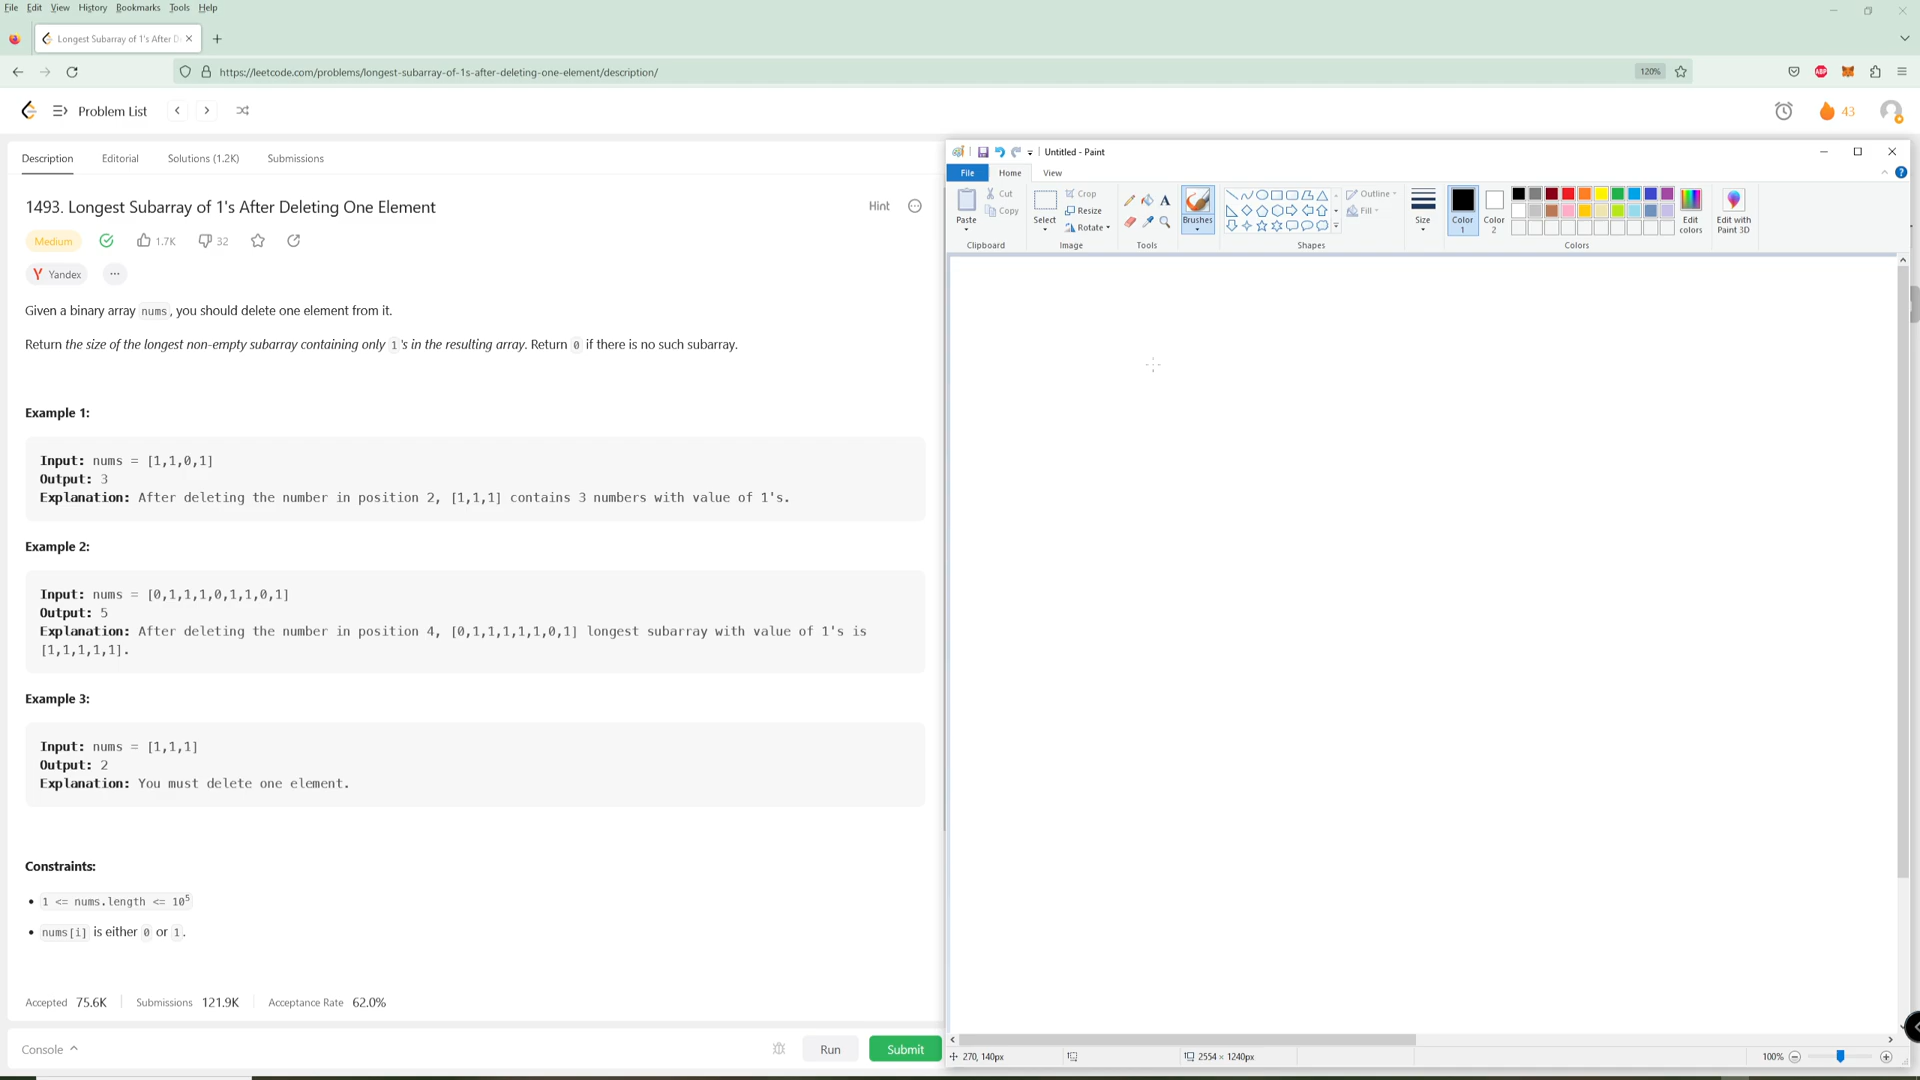 File Edit View History Bookmarks Tools Help
Longest Subarray of 1's After D
https://leetcode.com/problems/longest-subarray-of-1s-after-deleting-one-element/description/
120%
ABP
Problem List
43
Description Editorial Solutions (1.2K) Submissions
1493. Longest Subarray of 1's After Deleting One Element
Hint
Medium 1.7K 32
Yandex ...
Given a binary array nums, you should delete one element from it.
Return the size of the longest non-empty subarray containing only 1's in the resulting array. Return 0 if there is no such subarray.
Example 1:
Input: nums = [1,1,0,1]
Output: 3
Explanation: After deleting the number in position 2, [1,1,1] contains 3 numbers with value of 1's.
Example 2:
Input: nums = [0,1,1,1,0,1,1,0,1]
Output: 5
Explanation: After deleting the number in position 4, [0,1,1,1,1,1,0,1] longest subarray with value of 1's is
[1,1,1,1,1].
Example 3:
Input: nums = [1,1,1]
Output: 2
Explanation: You must delete one element.
Constraints:
• 1 <= nums.length <= 10⁵
• nums[i] is either 0 or 1.
Accepted 75.6K Submissions 121.9K Acceptance Rate 62.0%
Console Run Submit
Untitled - Paint
File Home View
Paste Cut Copy
Clipboard
Select Crop Resize Rotate
Image
A
Tools
Brushes
Outline Fill
Shapes
Size
Color 1
Color 2
Edit colors
Colors
Edit with Paint 3D
270, 140px
2554 × 1240px
100%